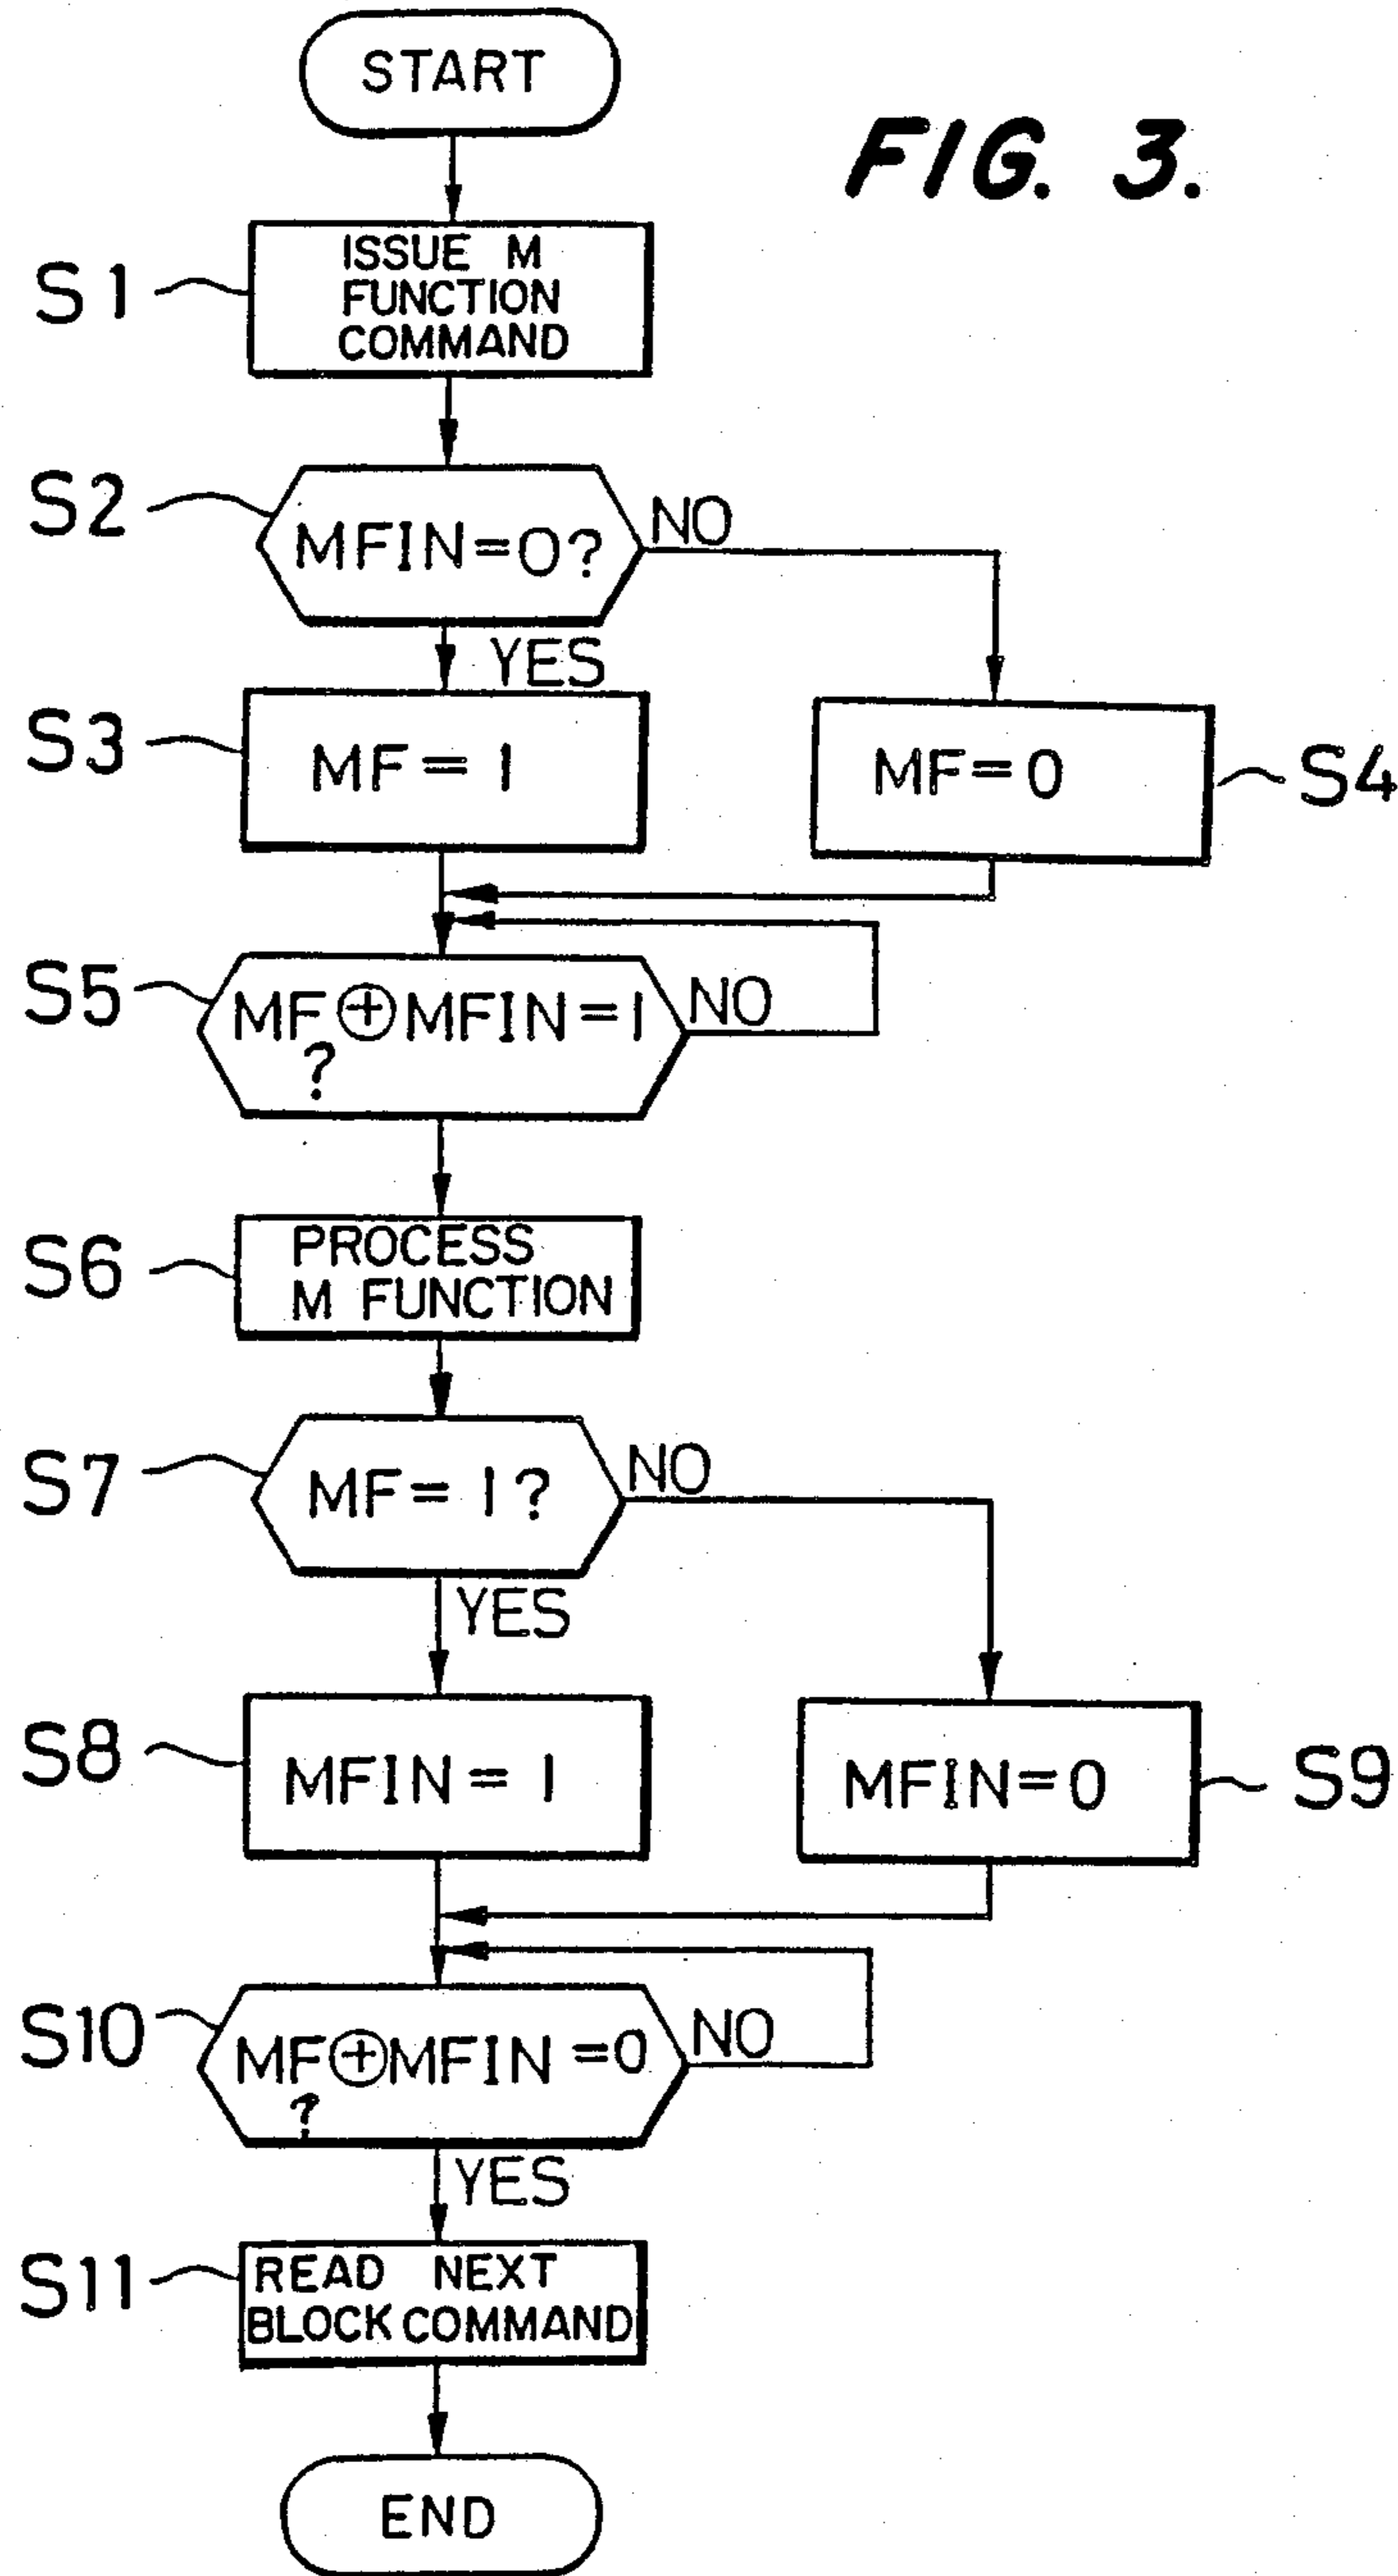 START
FIG. 3.
S1
ISSUE M
FUNCTION
COMMAND
S2
MFIN=0?
NO
YES
S3
MF=1
MF=0
S4
S5
MF⊕MFIN=1
?
NO
S6
PROCESS
M FUNCTION
S7
MF=1?
NO
YES
S8
MFIN=1
MFIN=0
S9
S10
MF⊕MFIN=0
?
NO
YES
S11
READ NEXT
BLOCK COMMAND
END